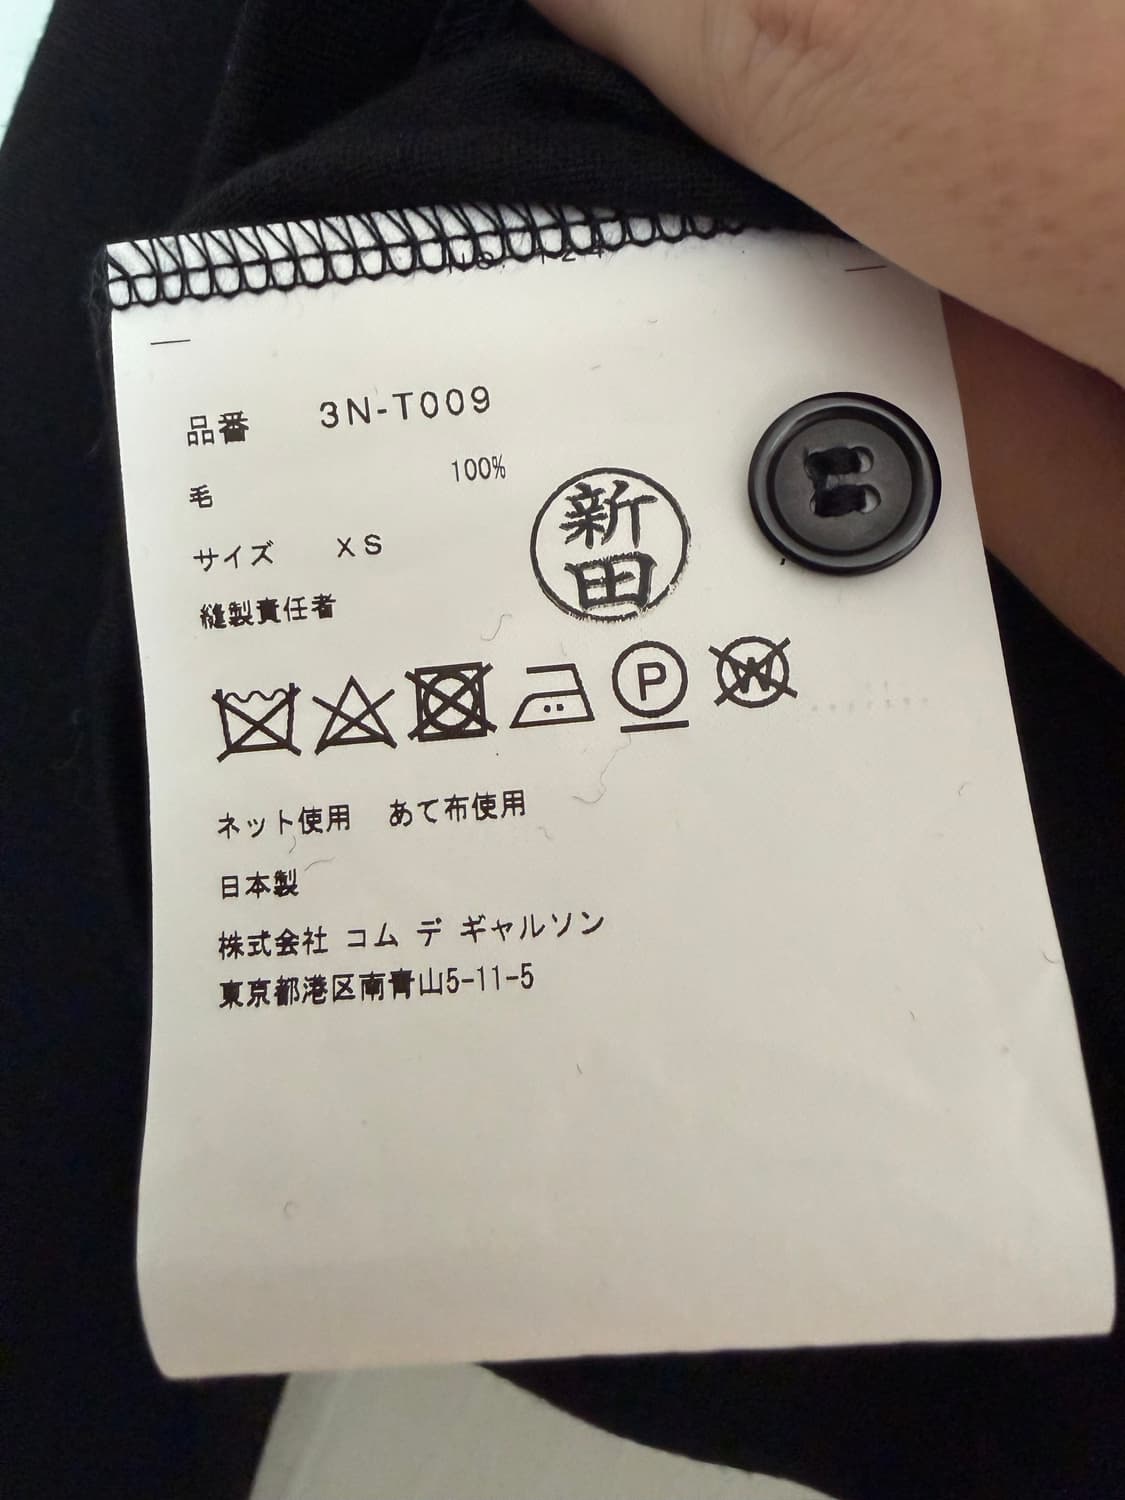 品番 3N-T009
毛 100%
サイズ XS
縫製責任者
新田
P
W
ネット使用 あて布使用
日本製
株式会社 コム デ ギャルソン
東京都港区南青山5-11-5